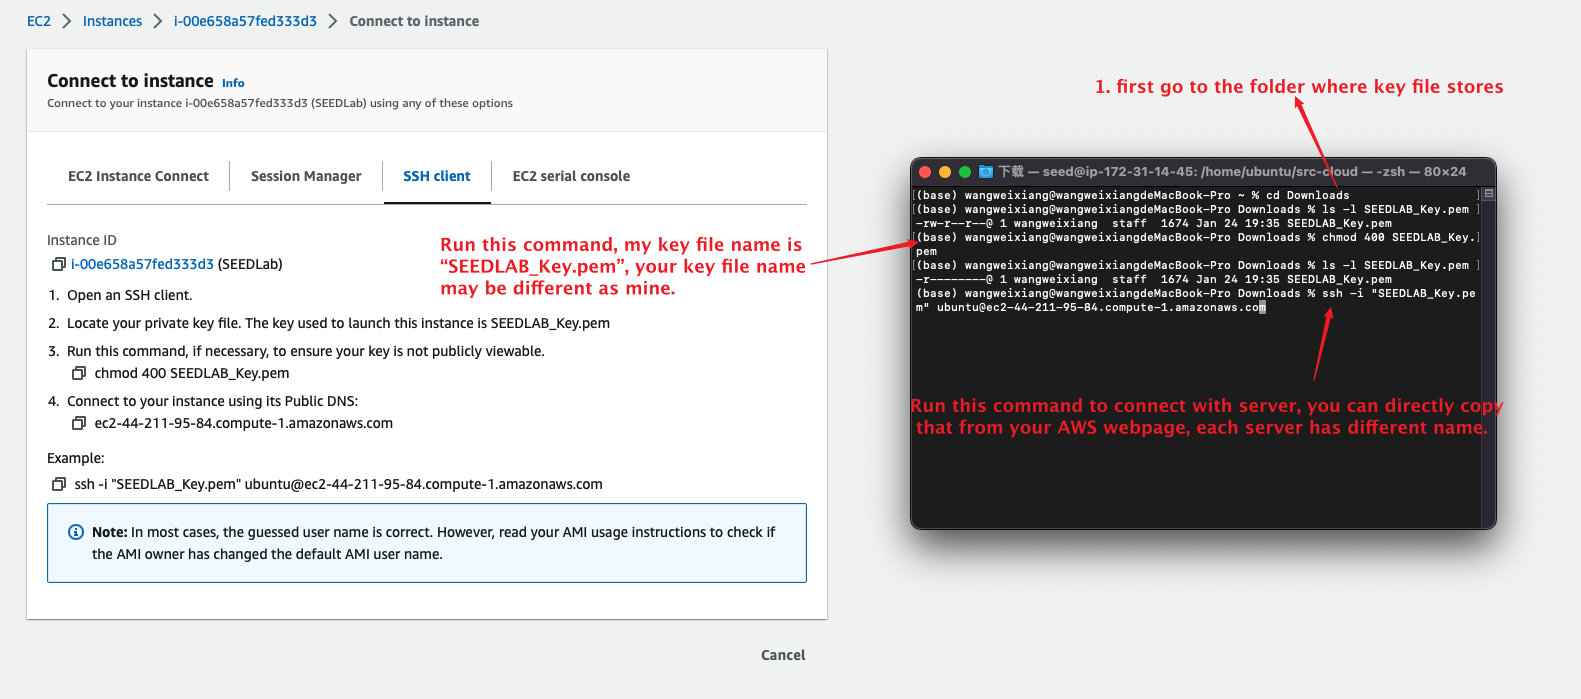 EC2 > Instances > i-00e658a57fed333d3 > Connect to instance
Connect to instance Info
Connect to your instance i-00e658a57fed333d3 (SEEDLab) using any of these options
EC2 Instance Connect
Session Manager
SSH client
EC2 serial console
Instance ID
i-00e658a57fed333d3 (SEEDLab)
1. Open an SSH client.
2. Locate your private key file. The key used to launch this instance is SEEDLAB_Key.pem
3. Run this command, if necessary, to ensure your key is not publicly viewable.
chmod 400 SEEDLAB_Key.pem
4. Connect to your instance using its Public DNS:
ec2-44-211-95-84.compute-1.amazonaws.com
Example:
ssh -i "SEEDLAB_Key.pem" ubuntu@ec2-44-211-95-84.compute-1.amazonaws.com
Note: In most cases, the guessed user name is correct. However, read your AMI usage instructions to check if
the AMI owner has changed the default AMI user name.
Cancel
Run this command, my key file name is
“SEEDLAB_Key.pem”, your key file name
may be different as mine.
1. first go to the folder where key file stores
下载 — seed@ip-172-31-14-45: /home/ubuntu/src-cloud — -zsh — 80×24
[(base) wangweixiang@wangweixiangdeMacBook-Pro ~ % cd Downloads ]
[(base) wangweixiang@wangweixiangdeMacBook-Pro Downloads % ls -l SEEDLAB_Key.pem ]
-rw-r--r--@ 1 wangweixiang  staff  1674 Jan 24 19:35 SEEDLAB_Key.pem
[(base) wangweixiang@wangweixiangdeMacBook-Pro Downloads % chmod 400 SEEDLAB_Key.]
pem
[(base) wangweixiang@wangweixiangdeMacBook-Pro Downloads % ls -l SEEDLAB_Key.pem ]
-r--------@ 1 wangweixiang  staff  1674 Jan 24 19:35 SEEDLAB_Key.pem
(base) wangweixiang@wangweixiangdeMacBook-Pro Downloads % ssh -i "SEEDLAB_Key.pe
m" ubuntu@ec2-44-211-95-84.compute-1.amazonaws.com
Run this command to connect with server, you can directly copy
that from your AWS webpage, each server has different name.